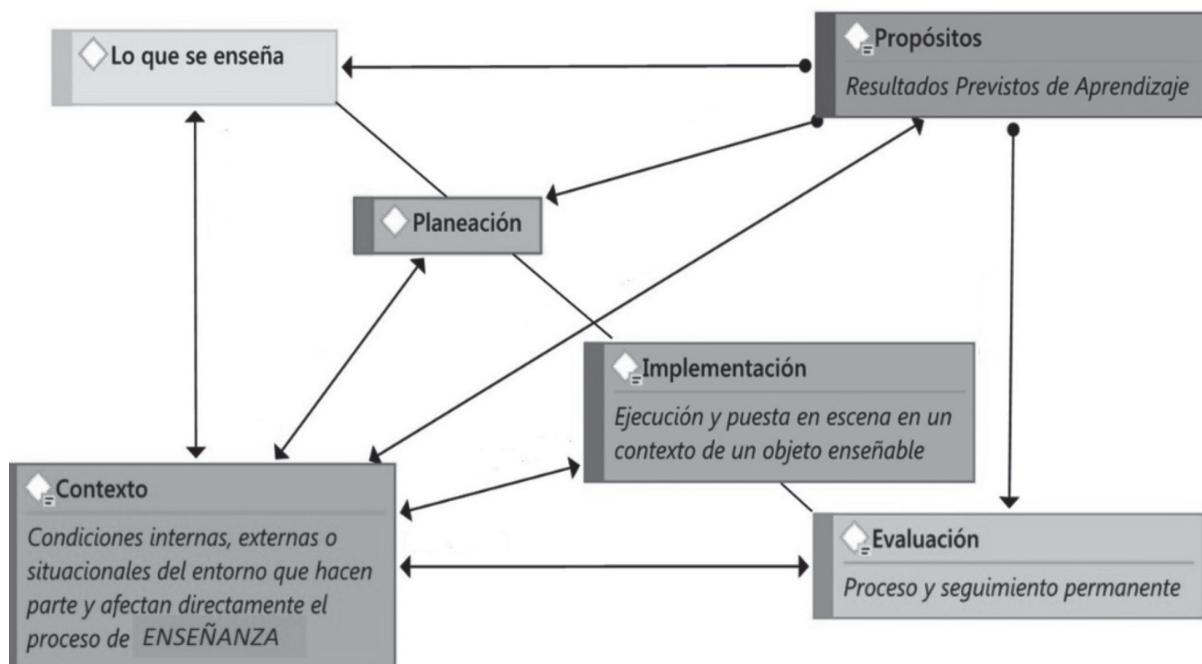 Lo que se enseña
Propósitos
Resultados Previstos de Aprendizaje
Planeación
Implementación
Ejecución y puesta en escena en un
contexto de un objeto enseñable
Contexto
Condiciones internas, externas o
situacionales del entorno que hacen
parte y afectan directamente el
proceso de ENSEÑANZA
Evaluación
Proceso y seguimiento permanente